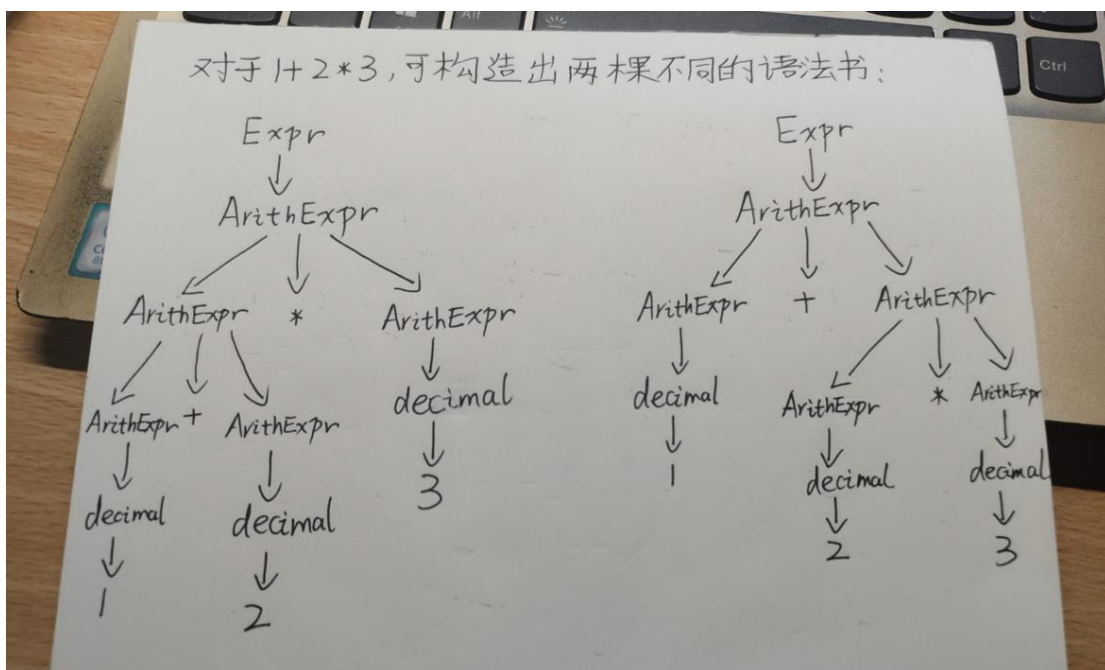 Alt
Ctrl
对于1+2*3,可构造出两棵不同的语法书:
Expr Expr
ArithExpr ArithExpr
ArithExpr * ArithExpr ArithExpr + ArithExpr
ArithExpr + ArithExpr decimal decimal ArithExpr * ArithExpr
decimal decimal 3 1 decimal decimal
1 2 2 3